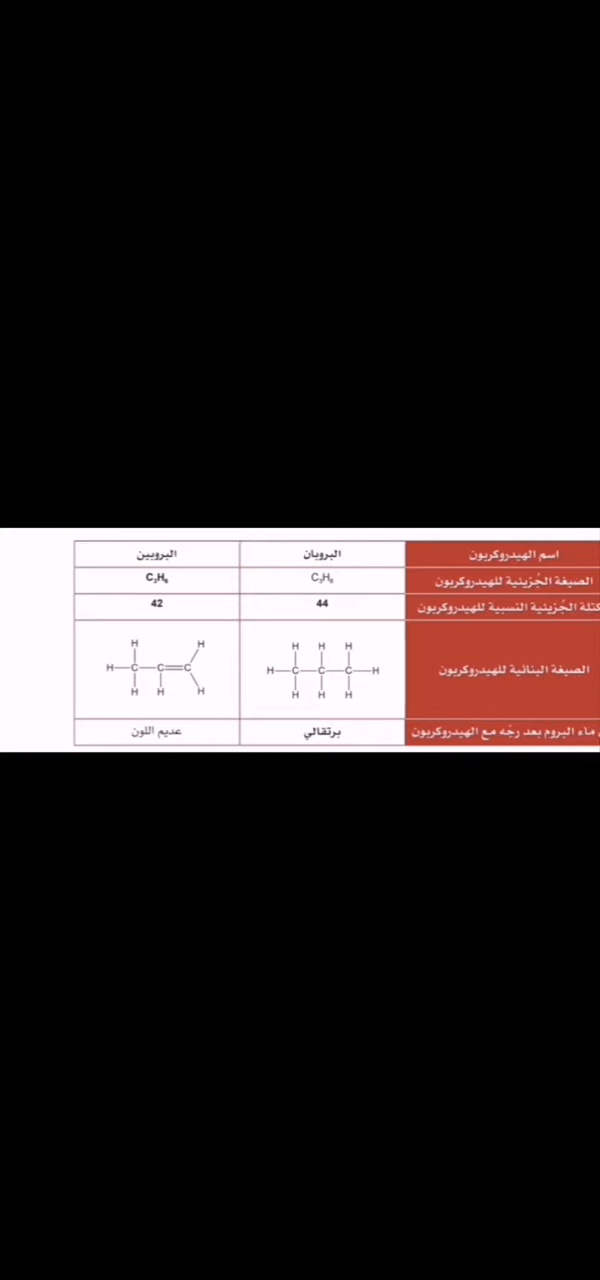 اسم الهيدروكربون البروبان البروبين
الصيغة الجُزيئية للهيدروكربون C₃H₈ C₃H₆
كتلة الجُزيئية النسبية للهيدروكربون 44 42
الصيغة البنائية للهيدروكربون
H H H
H—C—C—C—H
H H H
H H
H—C—C=C
H H H
ماء البروم بعد رجّه مع الهيدروكربون برتقالي عديم اللون